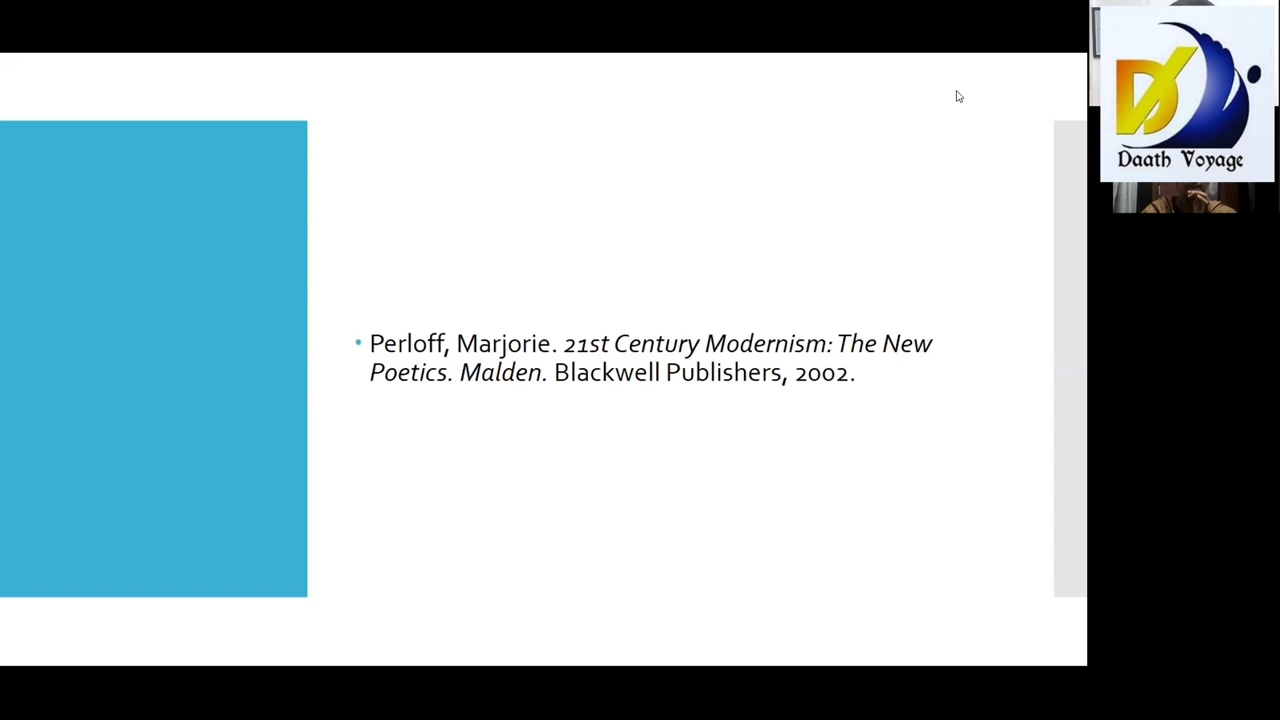 • Perloff, Marjorie. 21st Century Modernism: The New
Poetics. Malden. Blackwell Publishers, 2002.
Daath Voyage